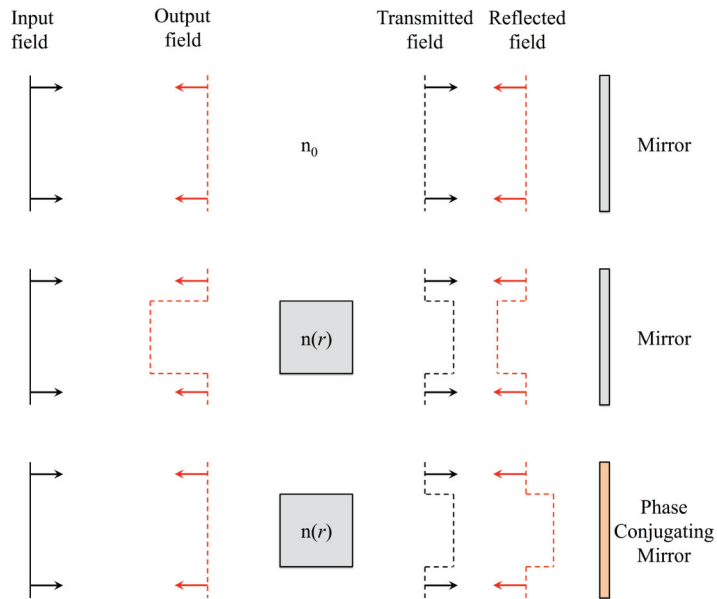 Input
field
Output
field
Transmitted
field
Reflected
field
n₀
Mirror
n(r)
Mirror
n(r)
Phase
Conjugating
Mirror